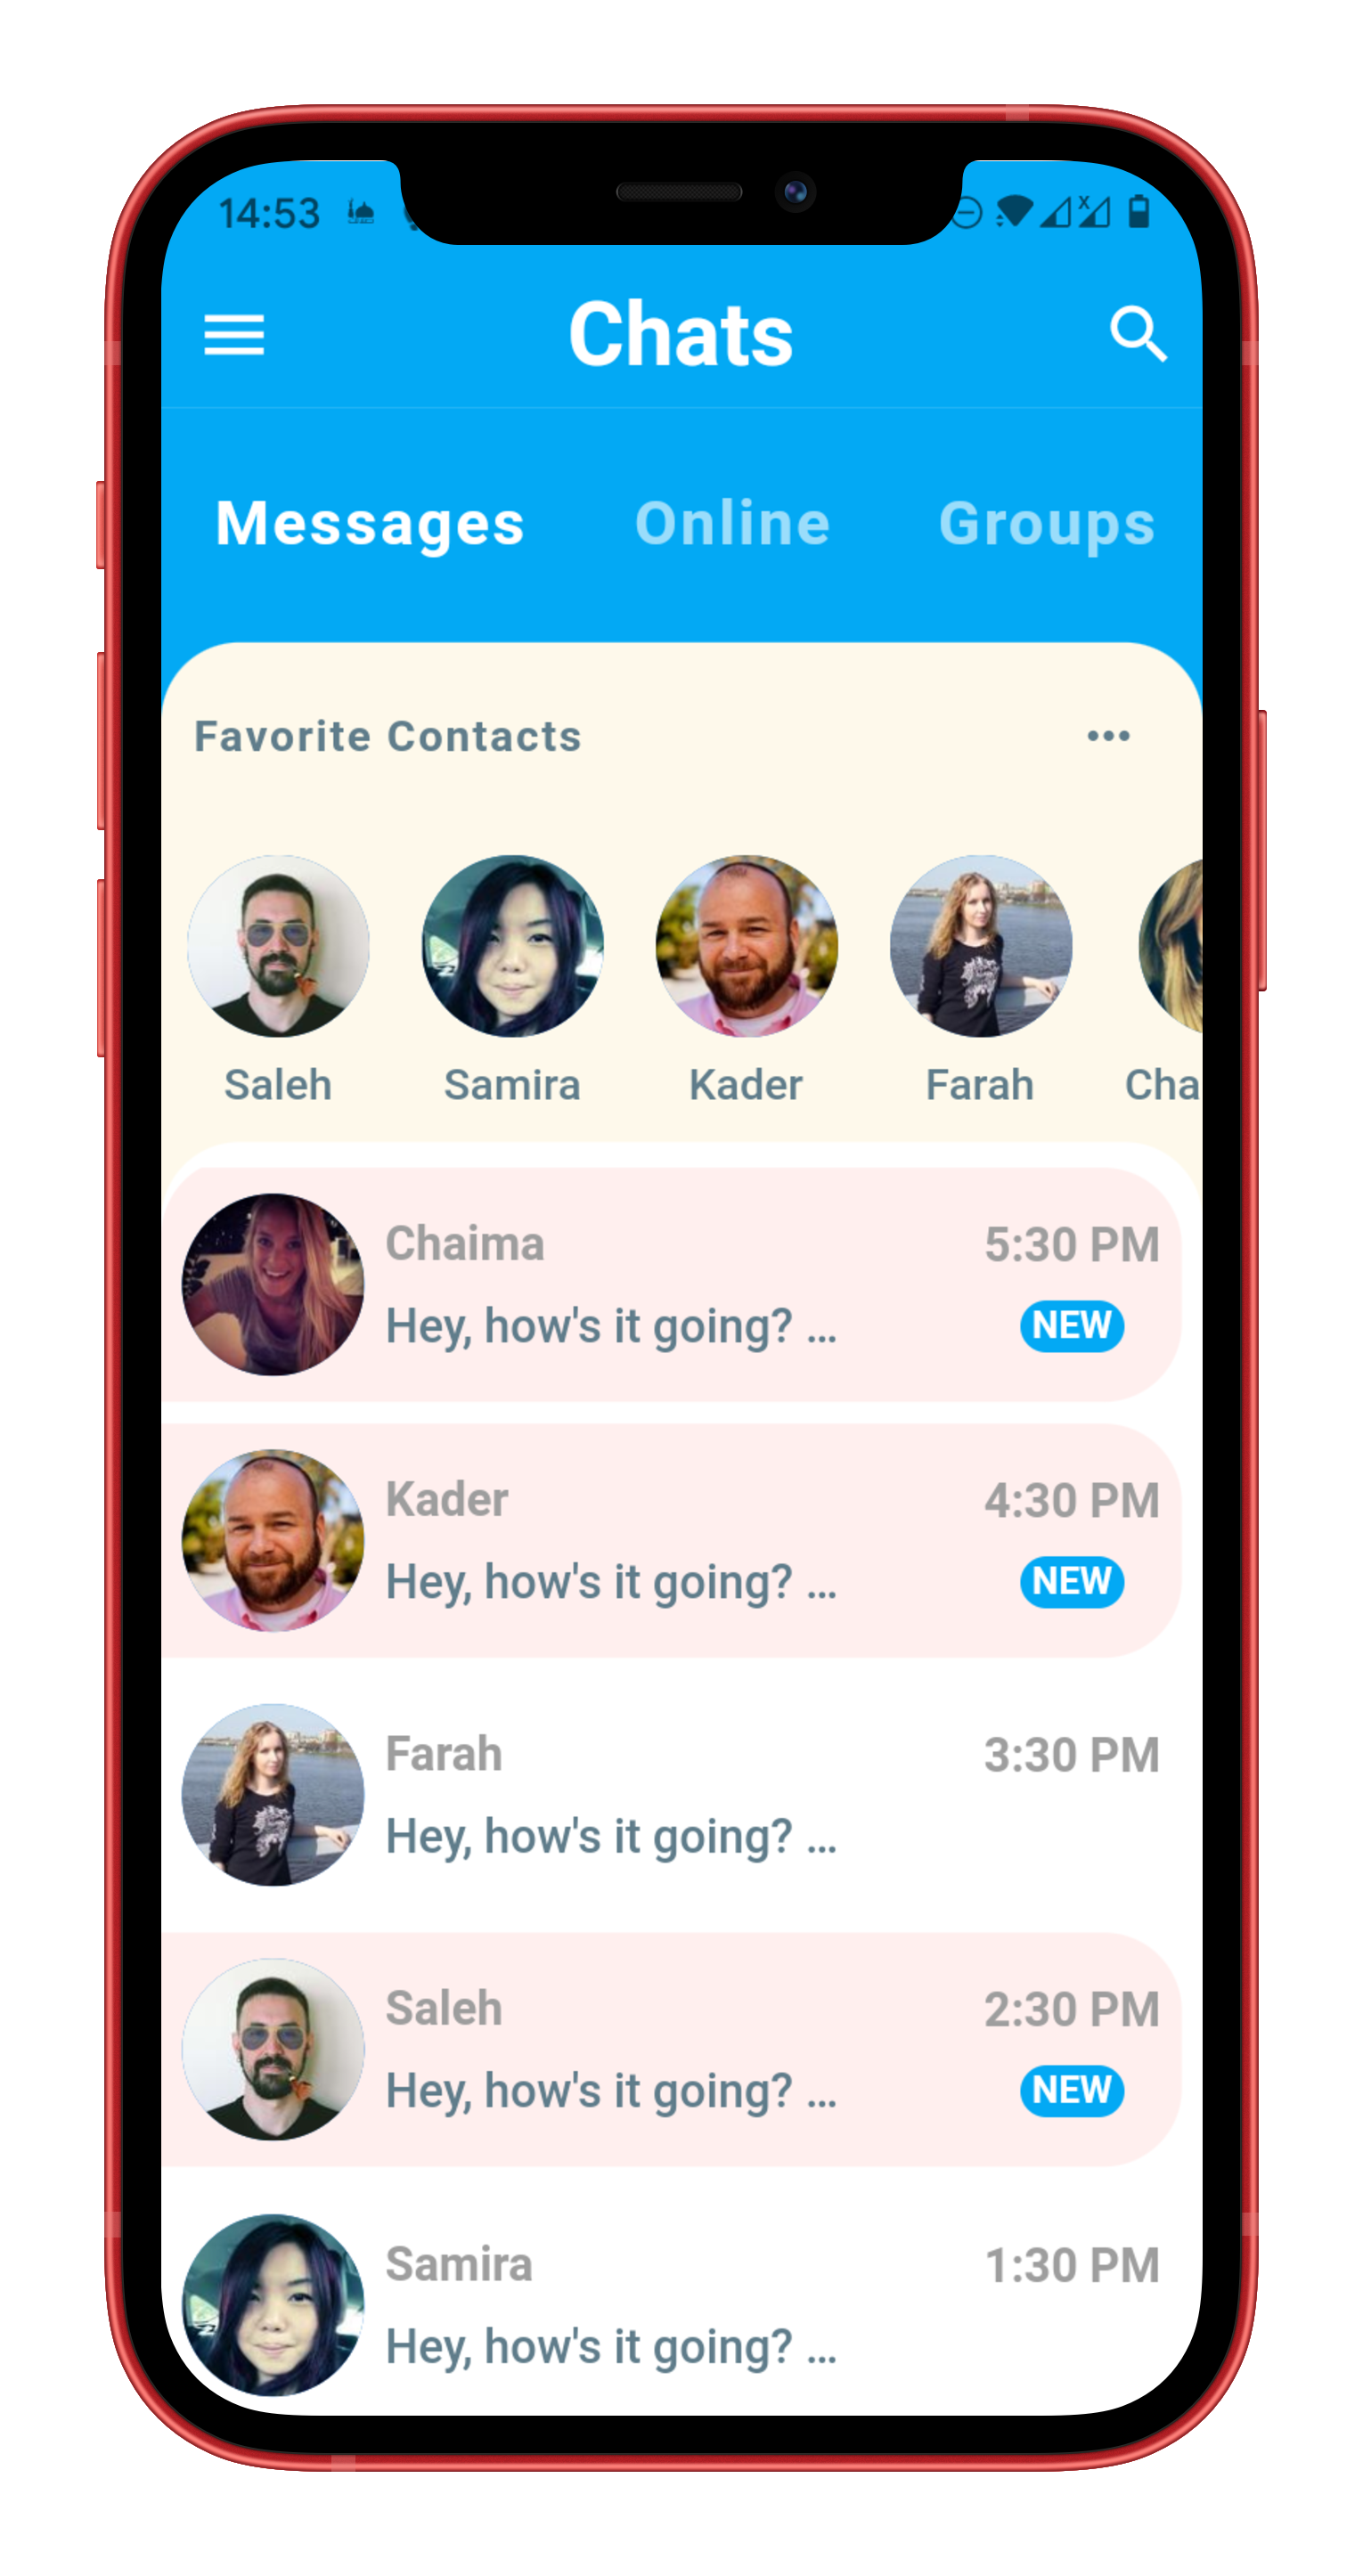 14:53
Chats
Messages Online Groups
Favorite Contacts
Saleh Samira Kader Farah Cha
Chaima 5:30 PM
Hey, how's it going? ... NEW
Kader 4:30 PM
Hey, how's it going? ... NEW
Farah 3:30 PM
Hey, how's it going? ...
Saleh 2:30 PM
Hey, how's it going? ... NEW
Samira 1:30 PM
Hey, how's it going? ...